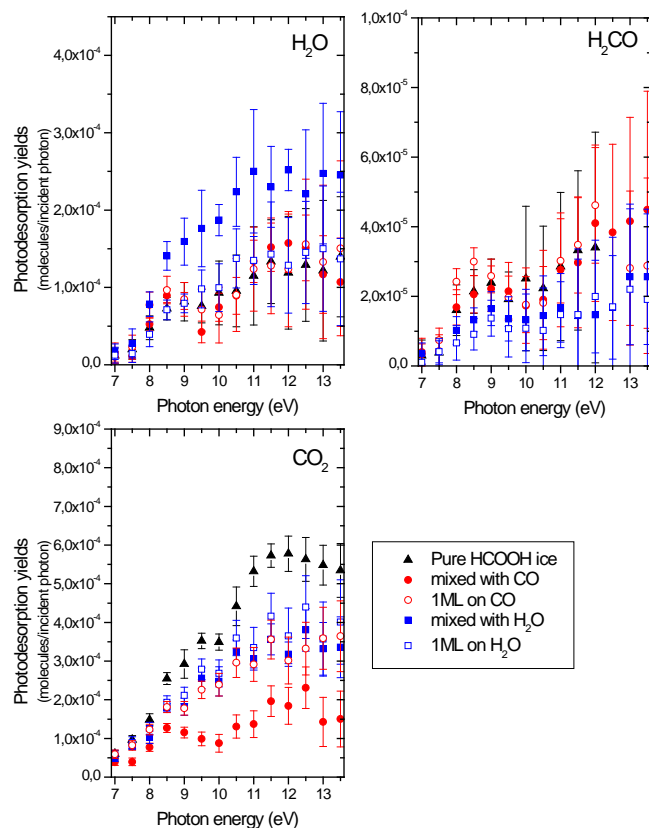 H₂O
4,0x10⁻⁴
3,0x10⁻⁴
2,0x10⁻⁴
1,0x10⁻⁴
0,0
Photodesorption yields
(molecules/incident photon)
7 8 9 10 11 12 13
Photon energy (eV)
H₂CO
1,0x10⁻⁴
8,0x10⁻⁵
6,0x10⁻⁵
4,0x10⁻⁵
2,0x10⁻⁵
0,0
7 8 9 10 11 12 13
Photon energy (eV)
CO₂
9,0x10⁻⁴
8,0x10⁻⁴
7,0x10⁻⁴
6,0x10⁻⁴
5,0x10⁻⁴
4,0x10⁻⁴
3,0x10⁻⁴
2,0x10⁻⁴
1,0x10⁻⁴
0,0
Photodesorption yields
(molecules/incident photon)
7 8 9 10 11 12 13
Photon energy (eV)
Pure HCOOH ice
mixed with CO
1ML on CO
mixed with H₂O
1ML on H₂O